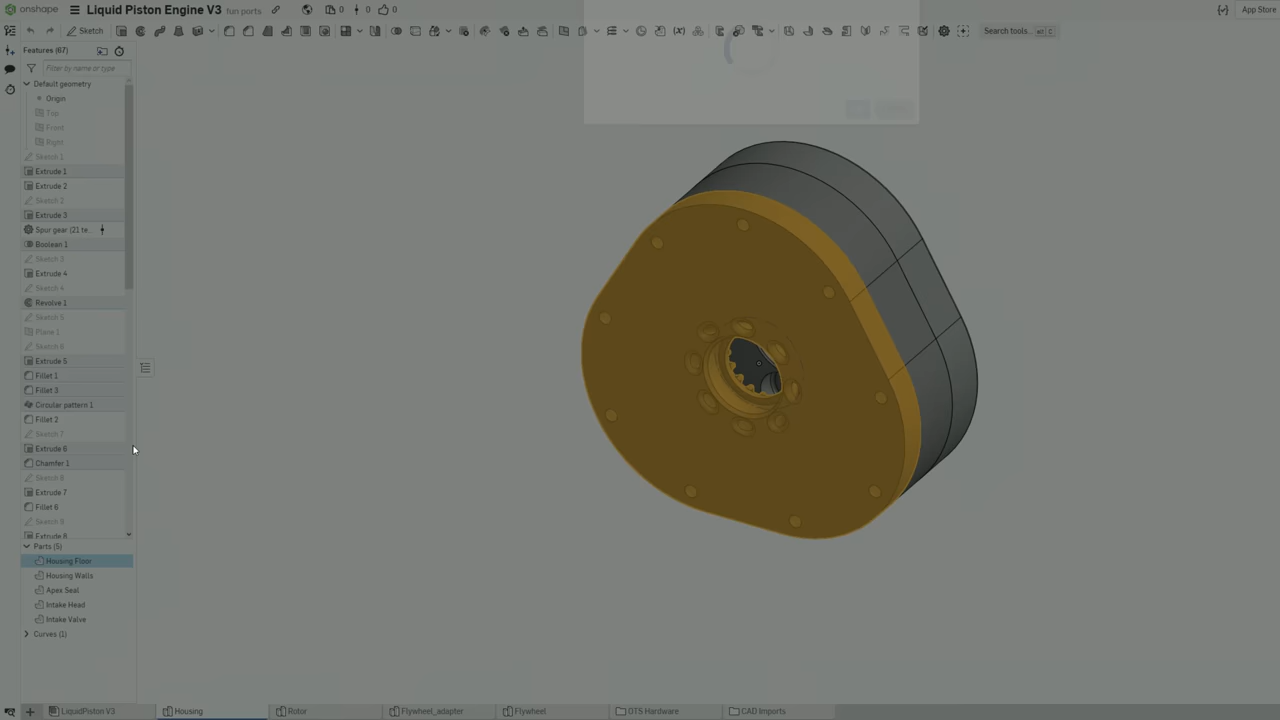 onshape Liquid Piston Engine V3 fun ports 0 0 0 App Store
Sketch (x) Search tools... alt C
Features (67)
Filter by name or type
Default geometry
Origin
Top
Front
Right
Sketch 1
Extrude 1
Extrude 2
Sketch 2
Extrude 3
Spur gear (21 te...
Boolean 1
Sketch 3
Extrude 4
Sketch 4
Revolve 1
Sketch 5
Plane 1
Sketch 6
Extrude 5
Fillet 1
Fillet 3
Circular pattern 1
Fillet 2
Sketch 7
Extrude 6
Chamfer 1
Sketch 8
Extrude 7
Fillet 6
Sketch 9
Extrude 8
Parts (5)
Housing Floor
Housing Walls
Apex Seal
Intake Head
Intake Valve
Curves (1)
LiquidPiston V3 Housing Rotor Flywheel_adapter Flywheel OTS Hardware CAD Imports